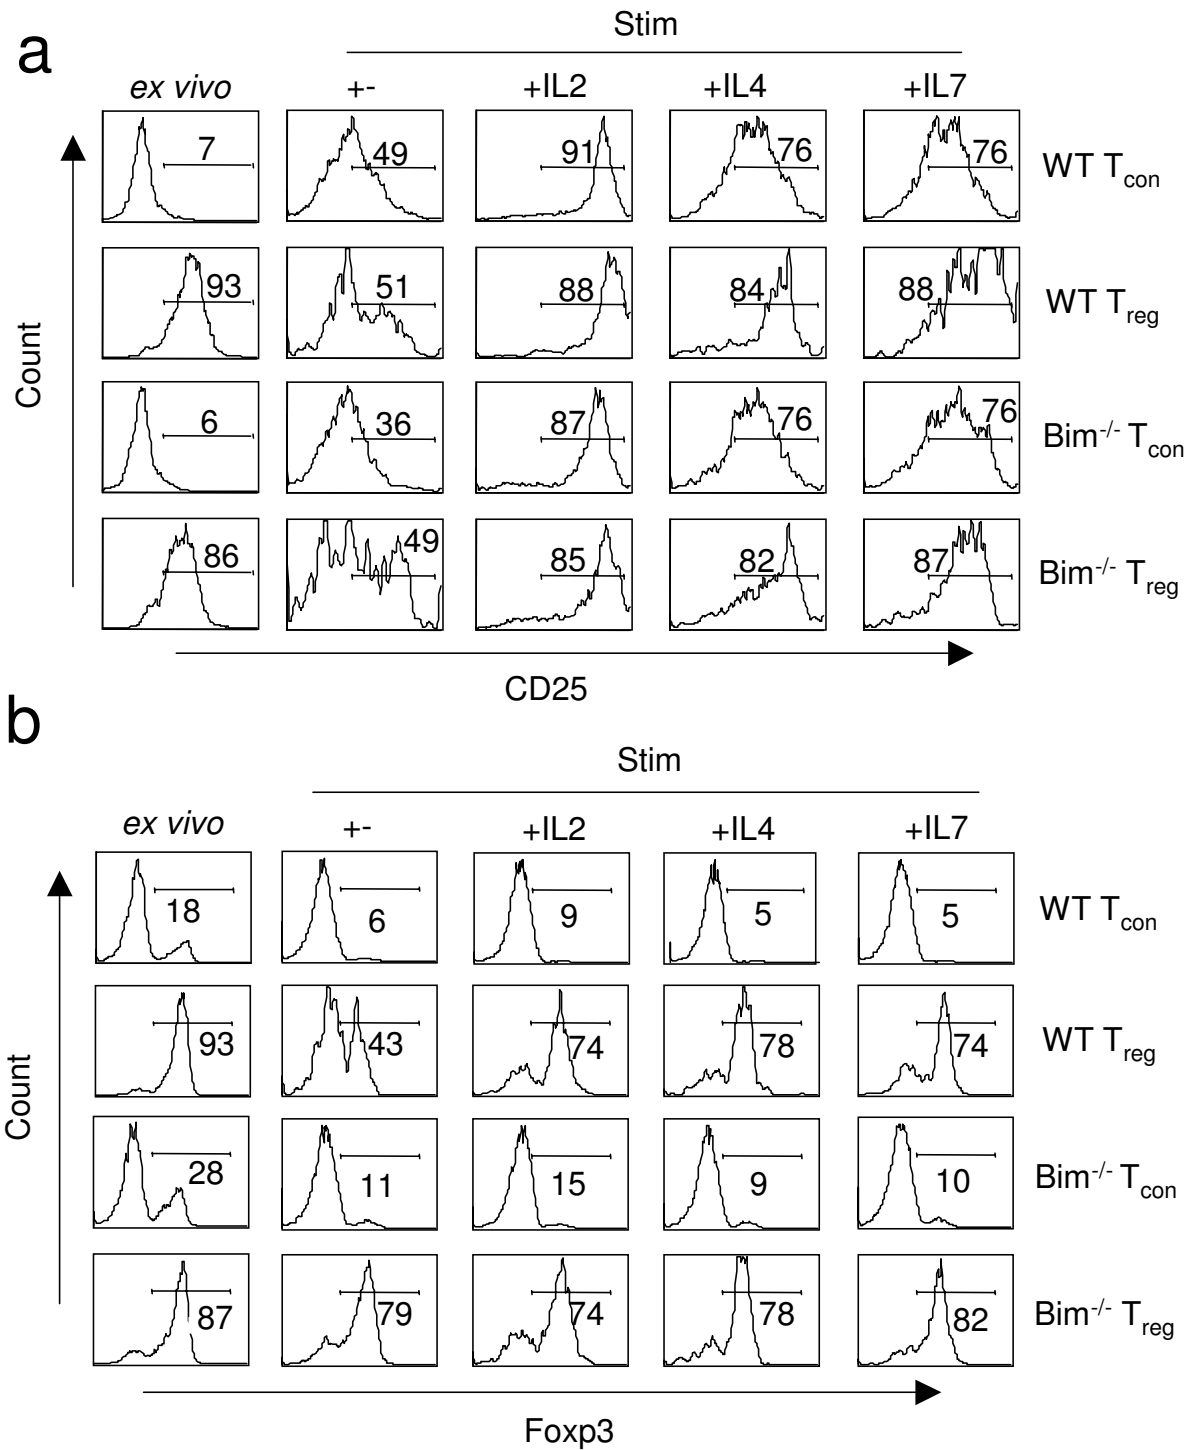 a
Stim
ex vivo +- +IL2 +IL4 +IL7
7 49 91 76 76 WT Tcon
93 51 88 84 88 WT Treg
6 36 87 76 76 Bim-/- Tcon
86 49 85 82 87 Bim-/- Treg
Count
CD25
b
Stim
ex vivo +- +IL2 +IL4 +IL7
18 6 9 5 5 WT Tcon
93 43 74 78 74 WT Treg
28 11 15 9 10 Bim-/- Tcon
87 79 74 78 82 Bim-/- Treg
Count
Foxp3